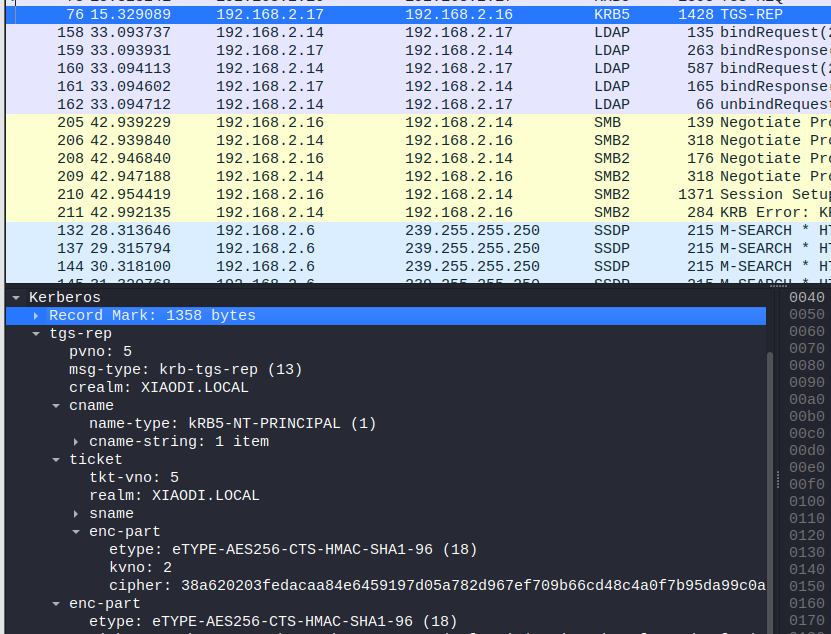 76 15.329089 192.168.2.17 192.168.2.16 KRB5 1428 TGS-REP
158 33.093737 192.168.2.14 192.168.2.17 LDAP 135 bindRequest(
159 33.093931 192.168.2.17 192.168.2.14 LDAP 263 bindResponse
160 33.094113 192.168.2.14 192.168.2.17 LDAP 587 bindRequest(
161 33.094602 192.168.2.17 192.168.2.14 LDAP 165 bindResponse
162 33.094712 192.168.2.14 192.168.2.17 LDAP 66 unbindReques
205 42.939229 192.168.2.16 192.168.2.14 SMB 139 Negotiate Pro
206 42.939840 192.168.2.14 192.168.2.16 SMB2 318 Negotiate Pro
208 42.946840 192.168.2.16 192.168.2.14 SMB2 176 Negotiate Pro
209 42.947188 192.168.2.14 192.168.2.16 SMB2 318 Negotiate Pro
210 42.954419 192.168.2.16 192.168.2.14 SMB2 1371 Session Setup
211 42.992135 192.168.2.14 192.168.2.16 SMB2 284 KRB Error: K
132 28.313646 192.168.2.6 239.255.255.250 SSDP 215 M-SEARCH * H
137 29.315794 192.168.2.6 239.255.255.250 SSDP 215 M-SEARCH * H
144 30.318100 192.168.2.6 239.255.255.250 SSDP 215 M-SEARCH * H
Kerberos 0040
Record Mark: 1358 bytes 0050
tgs-rep 0060
pvno: 5 0070
msg-type: krb-tgs-rep (13) 0080
crealm: XIAODI.LOCAL 0090
cname 00a0
name-type: kRB5-NT-PRINCIPAL (1) 00b0
cname-string: 1 item 00c0
ticket 00d0
tkt-vno: 5 00e0
realm: XIAODI.LOCAL 00f0
sname 0100
enc-part 0110
etype: eTYPE-AES256-CTS-HMAC-SHA1-96 (18) 0120
kvno: 2 0130
cipher: 38a620203fedacaa84e6459197d05a782d967ef709b66cd48c4a0f7b95da99c0a 0140
0150
enc-part 0160
etype: eTYPE-AES256-CTS-HMAC-SHA1-96 (18) 0170